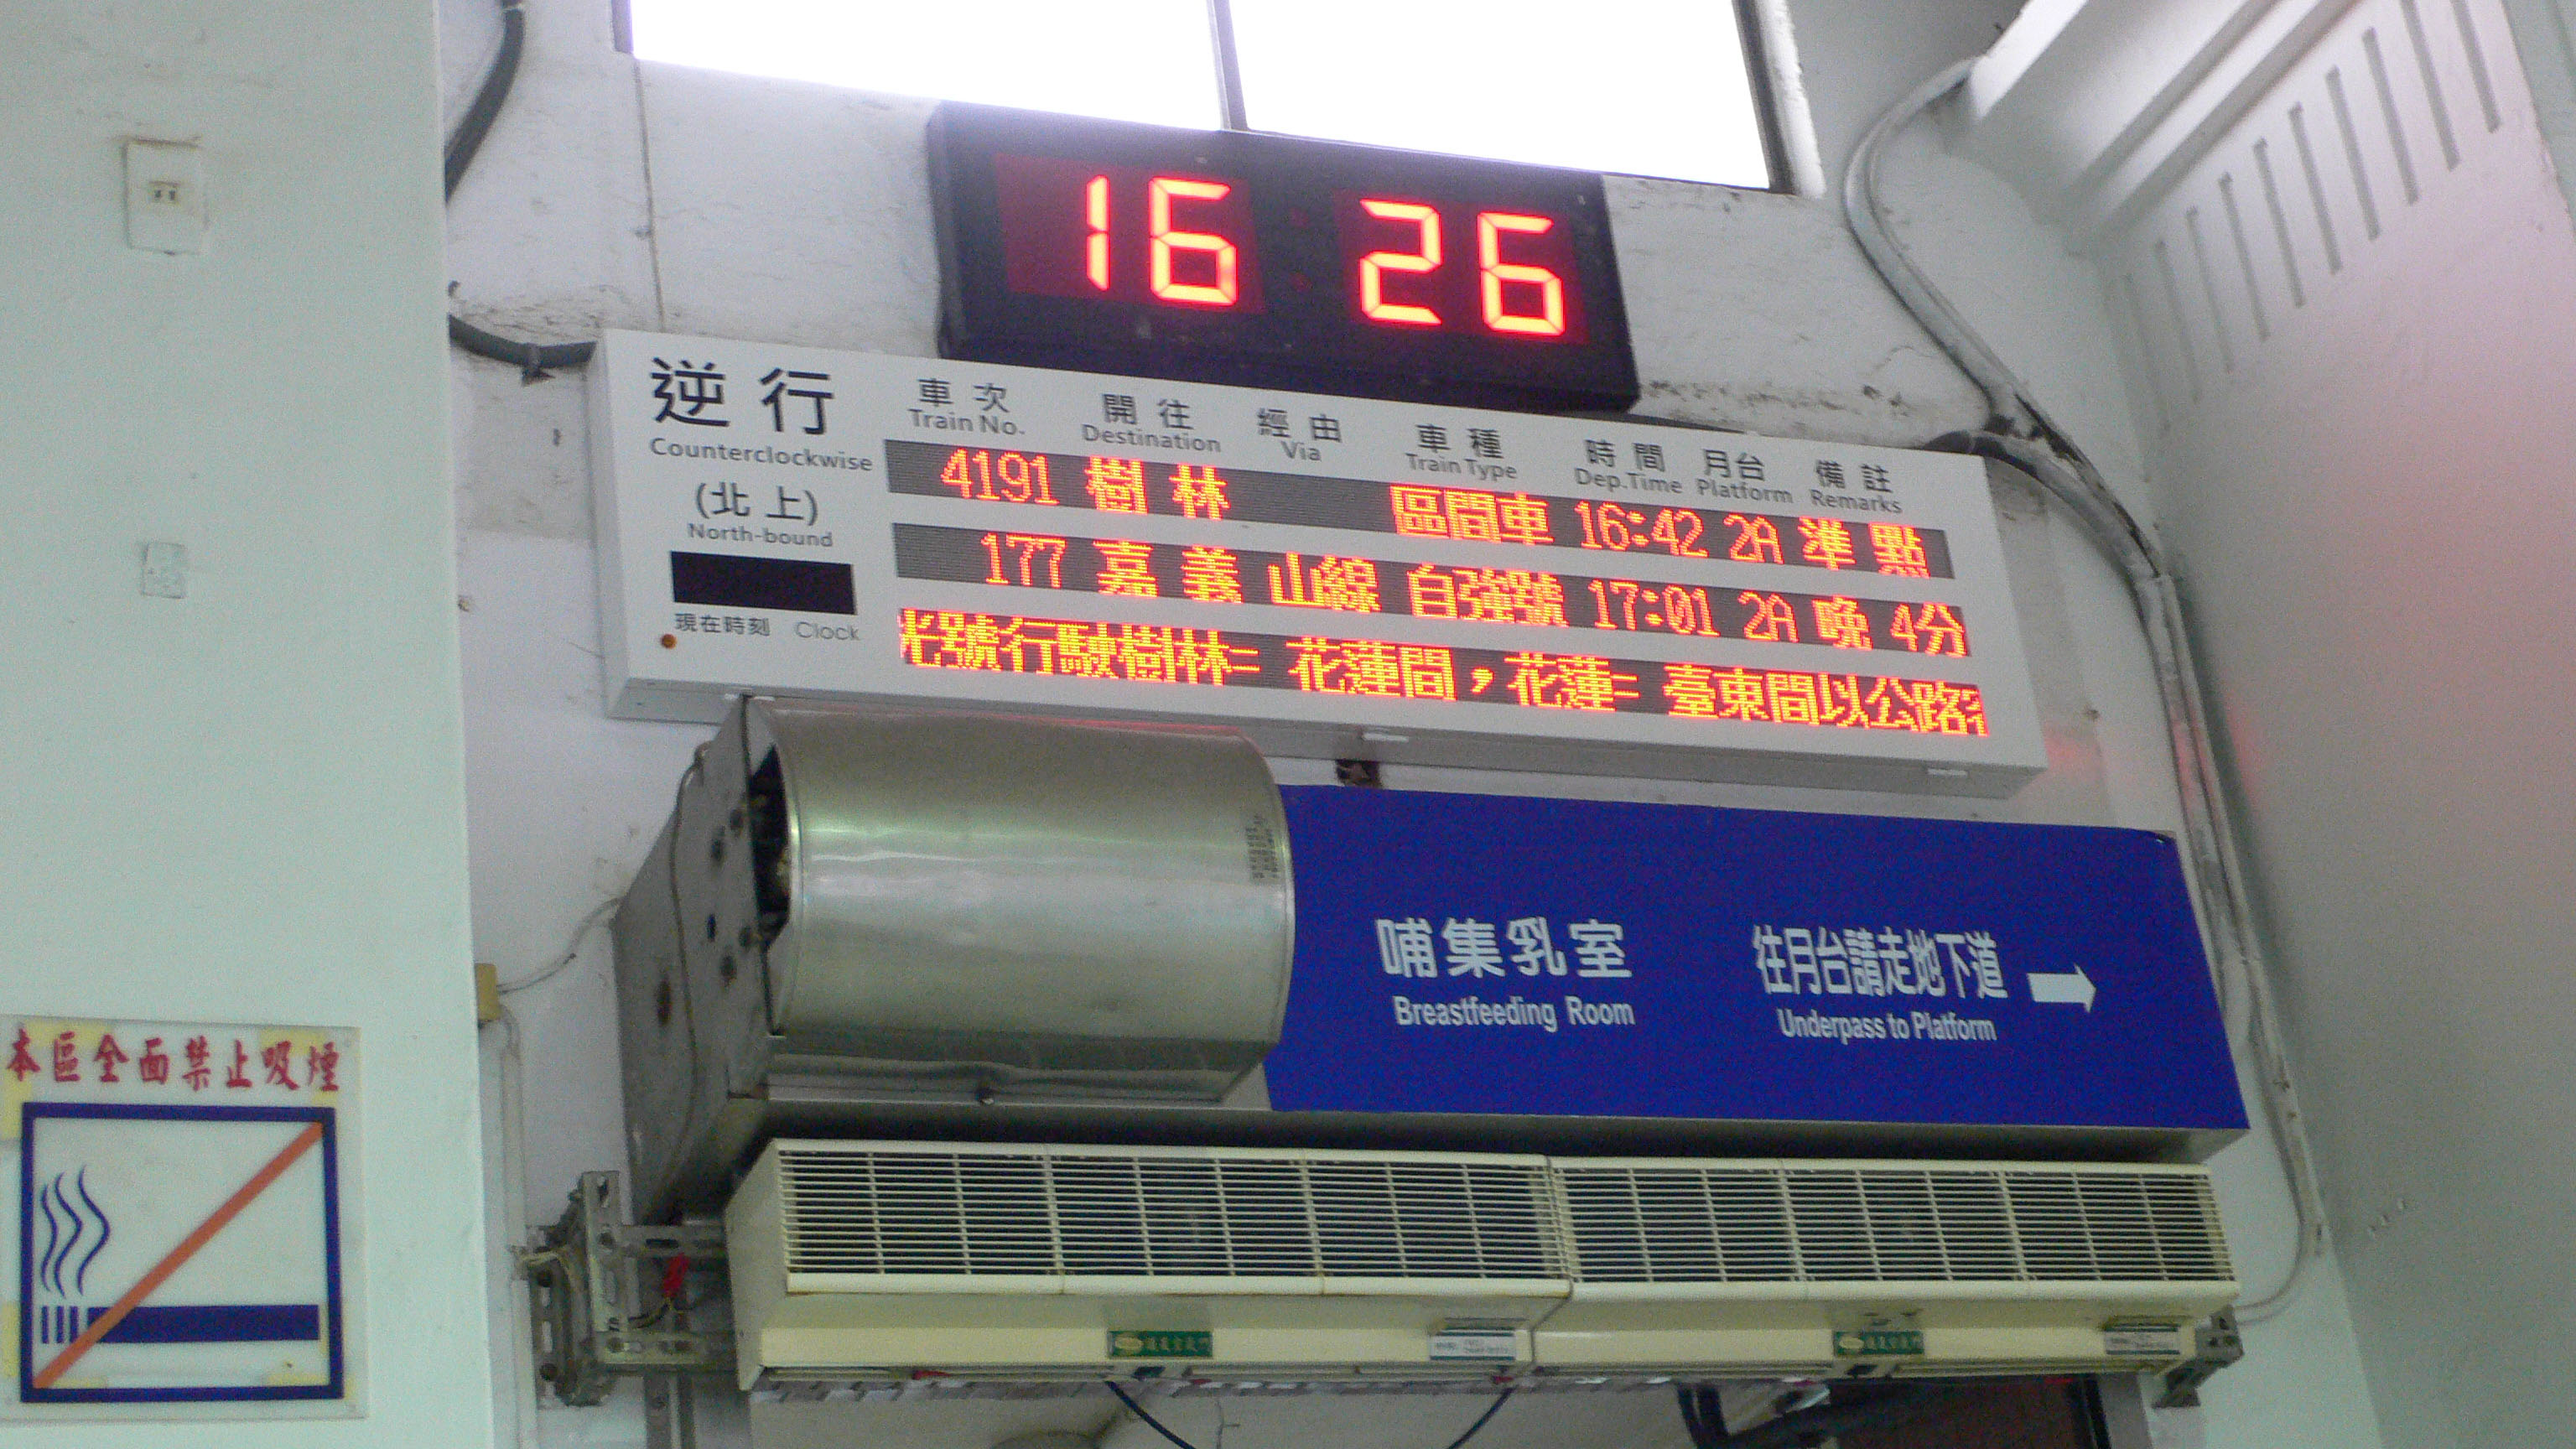 16 26
逆行
Counterclockwise
(北上)
North-bound
現在時刻 Clock
車次 開往 經由 車種 時間 月台 備註
Train No. Destination Via Train Type Dep.Time Platform Remarks
4191 樹林 區間車 16:42 2A 準點
177 嘉義 山線 自強號 17:01 2A 晚4分
光號行駛樹林=花蓮間,花蓮=臺東間以公路
哺集乳室
Breastfeeding Room
往月台請走地下道
Underpass to Platform
本區全面禁止吸煙